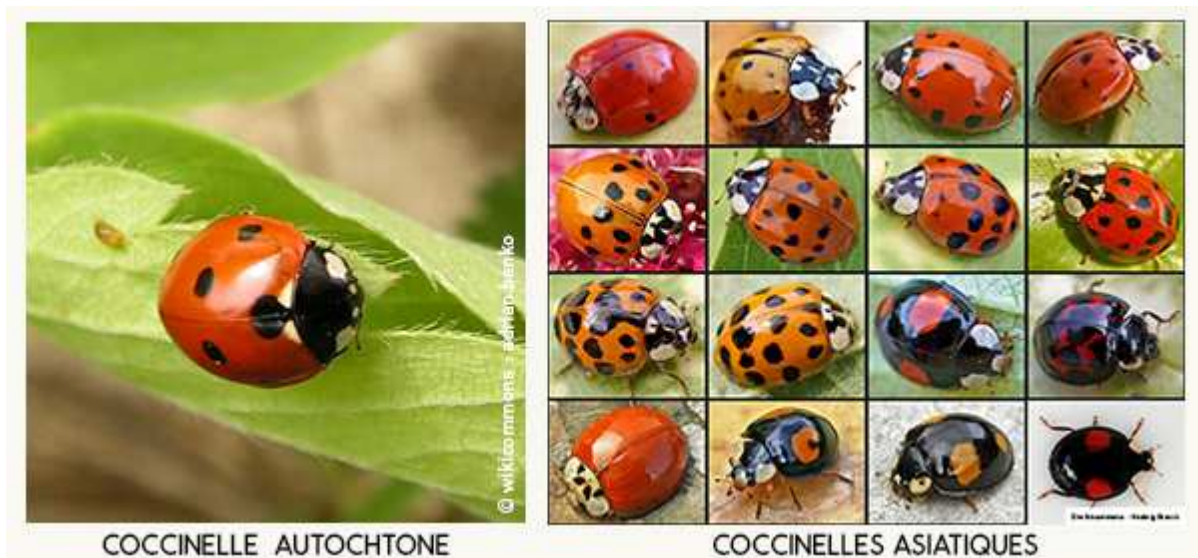 © wikicommons - adrian benko
COCCINELLE AUTOCHTONE
COCCINELLES ASIATIQUES